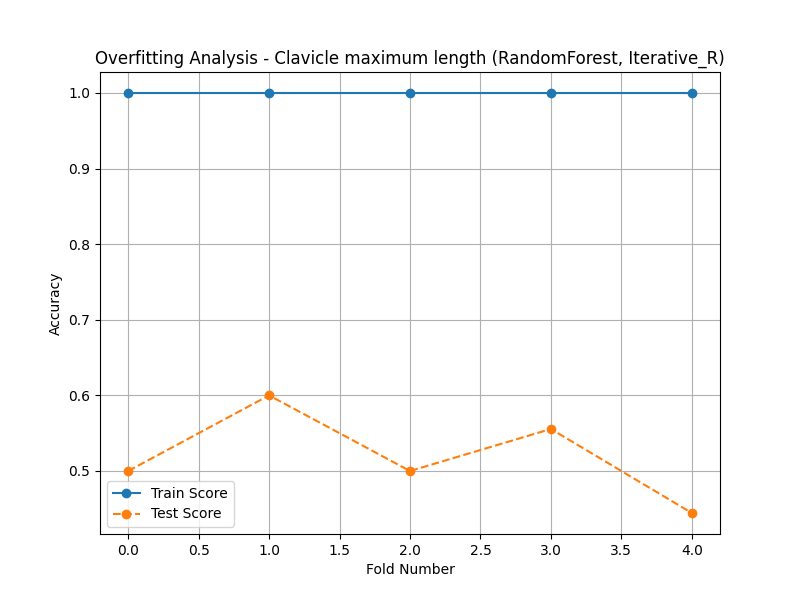 Overfitting Analysis - Clavicle maximum length (RandomForest, Iterative_R)
1.0
0.9
0.8
0.7
0.6
0.5
Accuracy
Train Score
Test Score
0.0 0.5 1.0 1.5 2.0 2.5 3.0 3.5 4.0
Fold Number